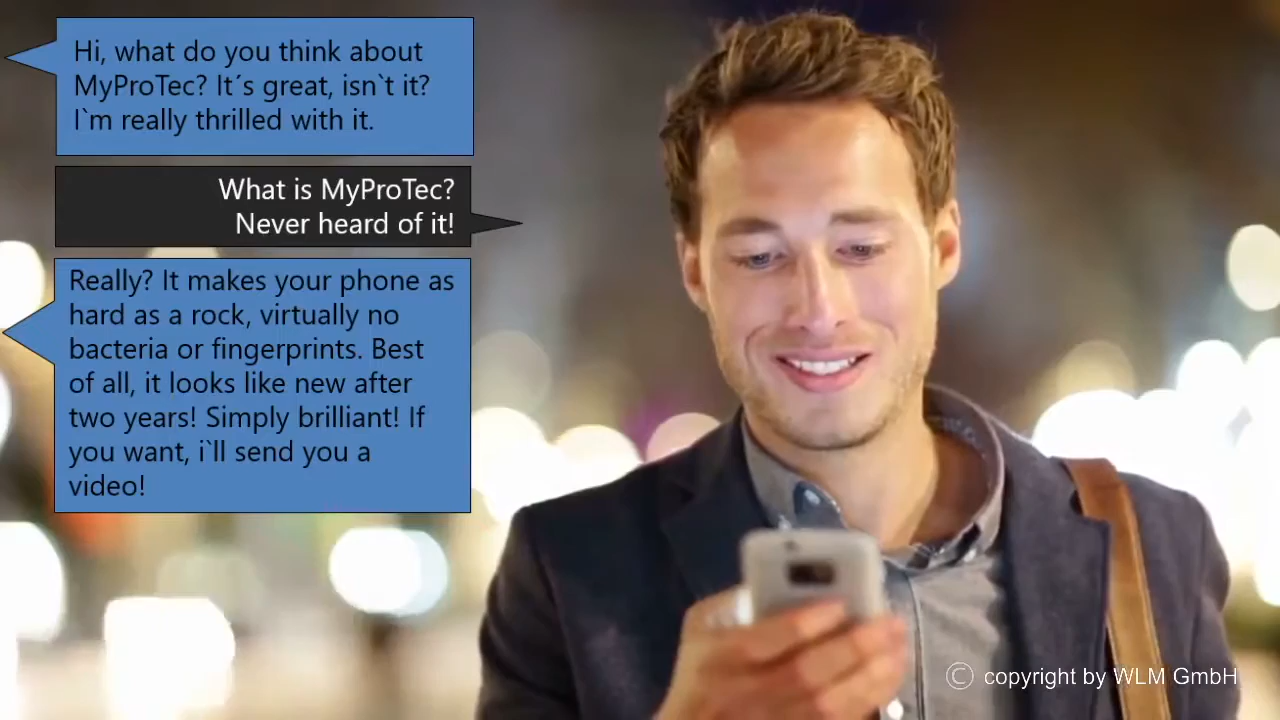 Hi, what do you think about
MyProTec? It´s great, isn`t it?
I`m really thrilled with it.
What is MyProTec?
Never heard of it!
Really? It makes your phone as
hard as a rock, virtually no
bacteria or fingerprints. Best
of all, it looks like new after
two years! Simply brilliant! If
you want, i`ll send you a
video!
© copyright by WLM GmbH